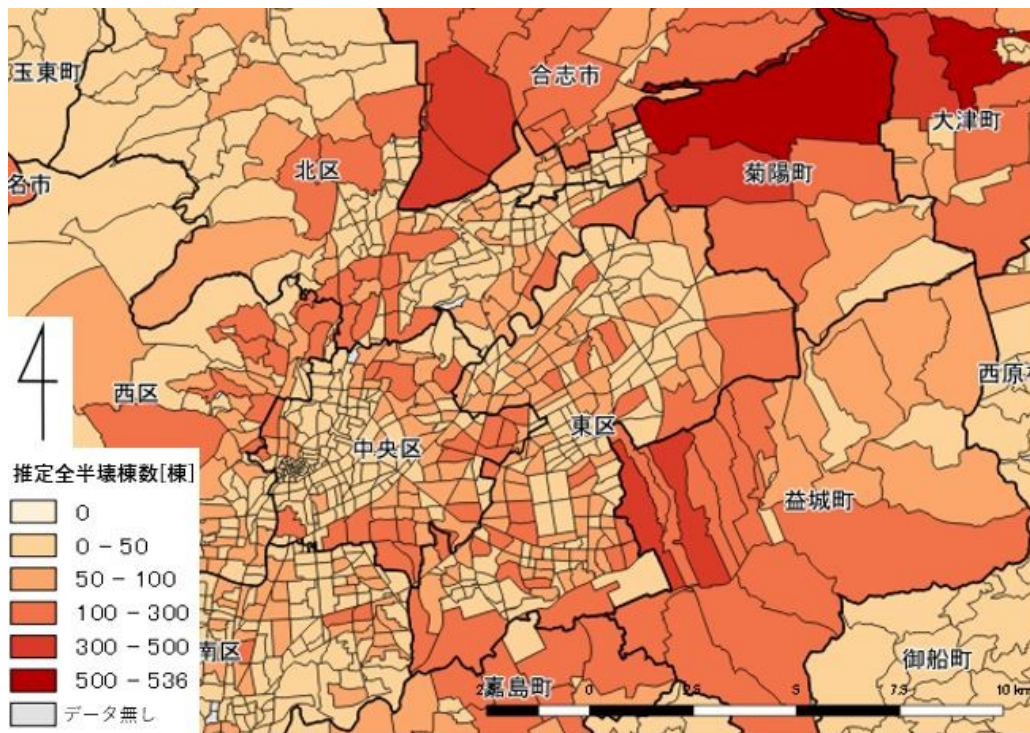 玉東町
合志市
大津町
北区
菊陽町
名市
西原
西区
東区
中央区
益城町
推定全半壊棟数[棟]
0
0 - 50
50 - 100
100 - 300
300 - 500
500 - 536
データ無し
南区
御船町
嘉島町
2.5
0
2.5
5
7.5
10 km